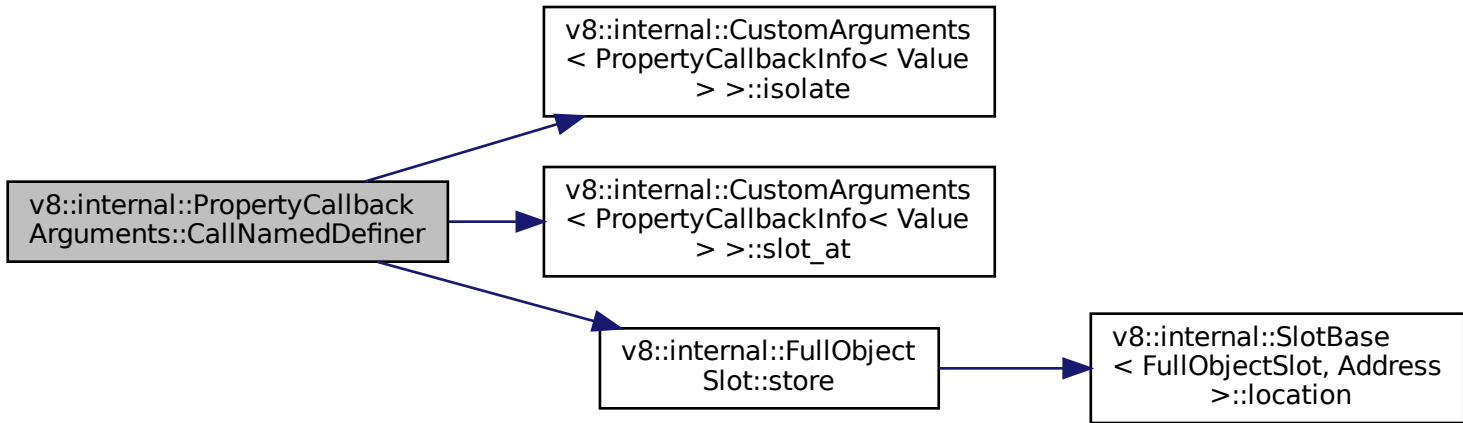 v8::internal::CustomArguments
< PropertyCallbackInfo< Value
> >::isolate
v8::internal::PropertyCallback
Arguments::CallNamedDefiner
v8::internal::CustomArguments
< PropertyCallbackInfo< Value
> >::slot_at
v8::internal::FullObject
Slot::store
v8::internal::SlotBase
< FullObjectSlot, Address
>::location